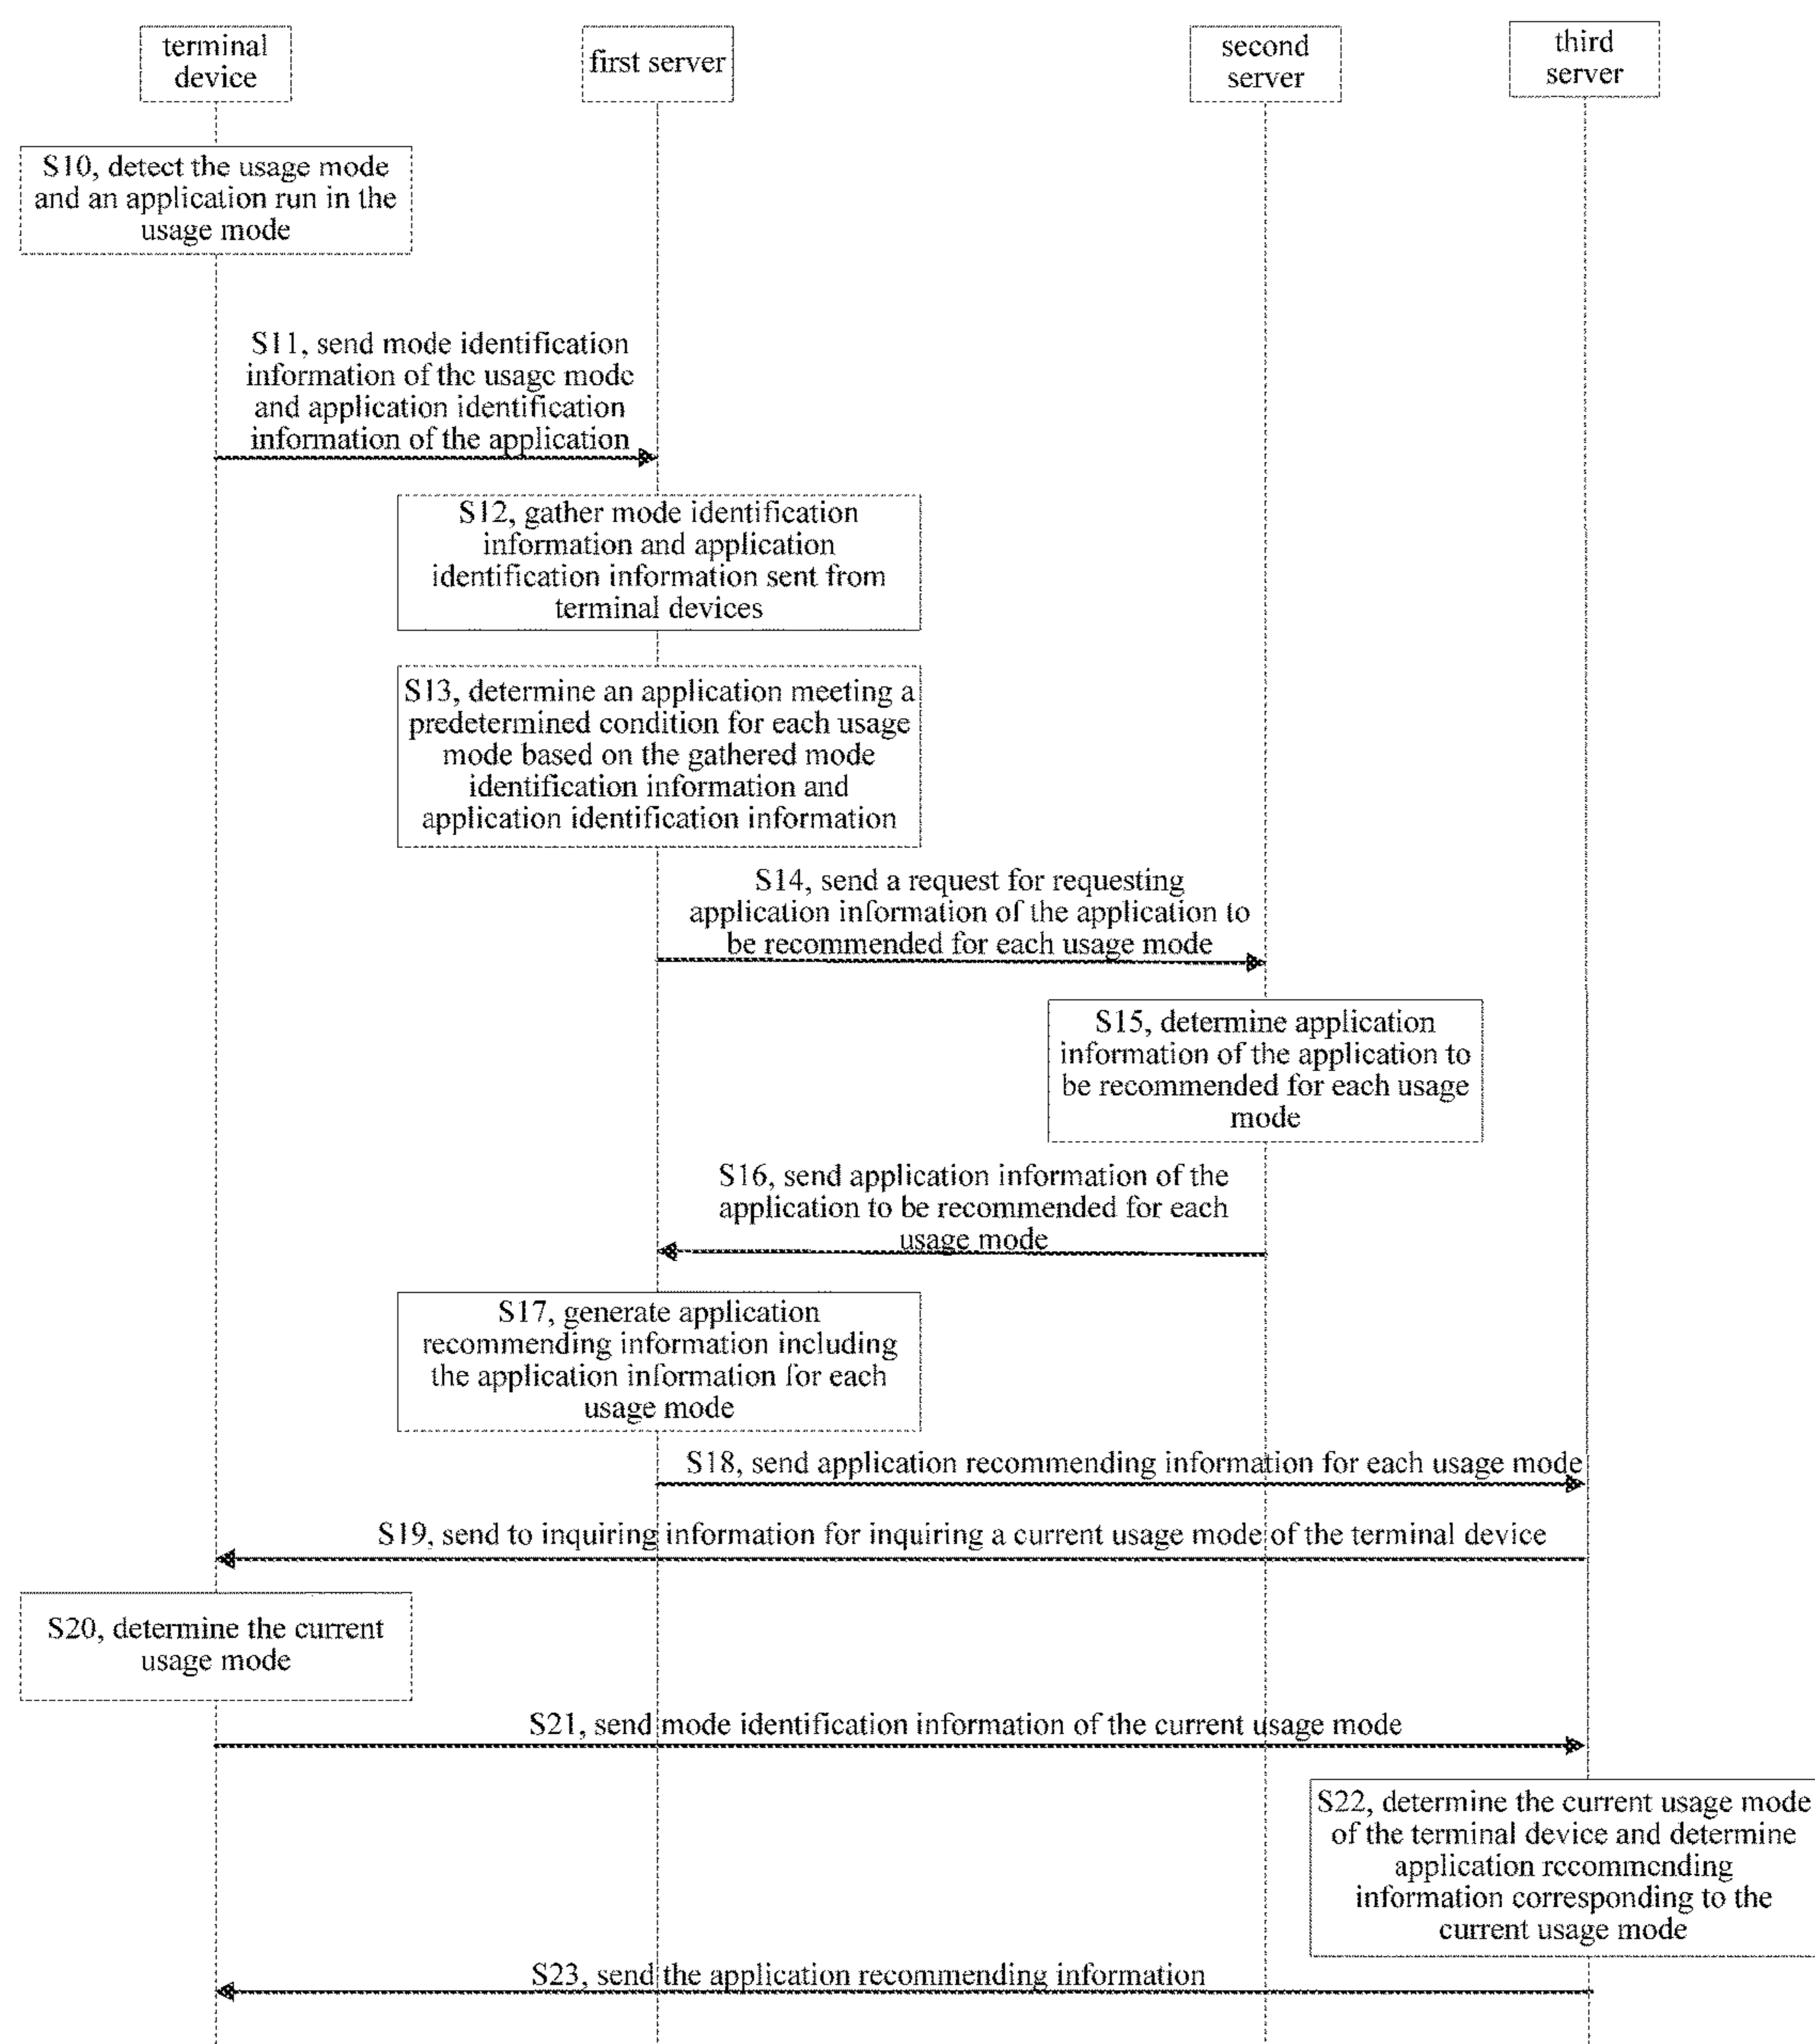 terminal
device
first server
second
server
third
server
S10, detect the usage mode
and an application run in the
usage mode
S11, send mode identification
information of the usage mode
and application identification
information of the application
S12, gather mode identification
information and application
identification information sent from
terminal devices
S13, determine an application meeting a
predetermined condition for each usage
mode based on the gathered mode
identification information and
application identification information
S14, send a request for requesting
application information of the application to
be recommended for each usage mode
S15, determine application
information of the application to
be recommended for each usage
mode
S16, send application information of the
application to be recommended for each
usage mode
S17, generate application
recommending information including
the application information for each
usage mode
S18, send application recommending information for each usage mode
S19, send to inquiring information for inquiring a current usage mode of the terminal device
S20, determine the current
usage mode
S21, send mode identification information of the current usage mode
S22, determine the current usage mode
of the terminal device and determine
application recommending
information corresponding to the
current usage mode
S23, send the application recommending information